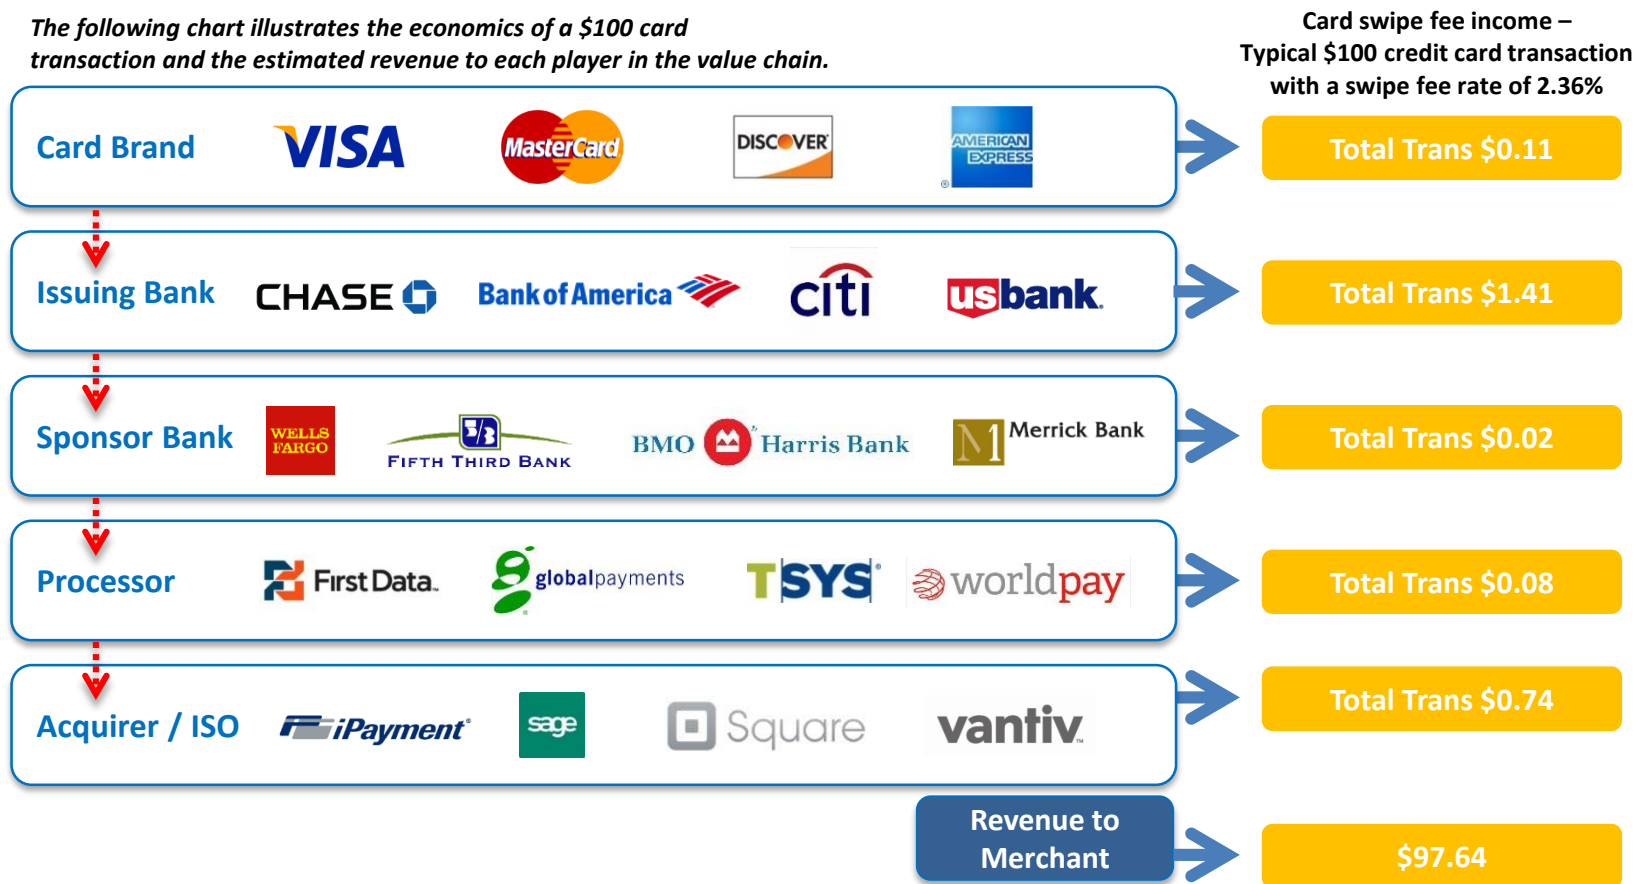 The following chart illustrates the economics of a $100 card
transaction and the estimated revenue to each player in the value chain.
Card swipe fee income –
Typical $100 credit card transaction
with a swipe fee rate of 2.36%
Card Brand
VISA
MasterCard
DISCOVER
AMERICAN
EXPRESS
®
Total Trans $0.11
Issuing Bank
CHASE
Bank of America
citi
usbank.
Total Trans $1.41
Sponsor Bank
WELLS
FARGO
5/3
FIFTH THIRD BANK
BMO Harris Bank
M1
Merrick Bank
Total Trans $0.02
Processor
First Data™
g
globalpayments
TSYS®
worldpay
Total Trans $0.08
Acquirer / ISO
iPayment®
sage
Square
vantiv™
Total Trans $0.74
Revenue to
Merchant
$97.64